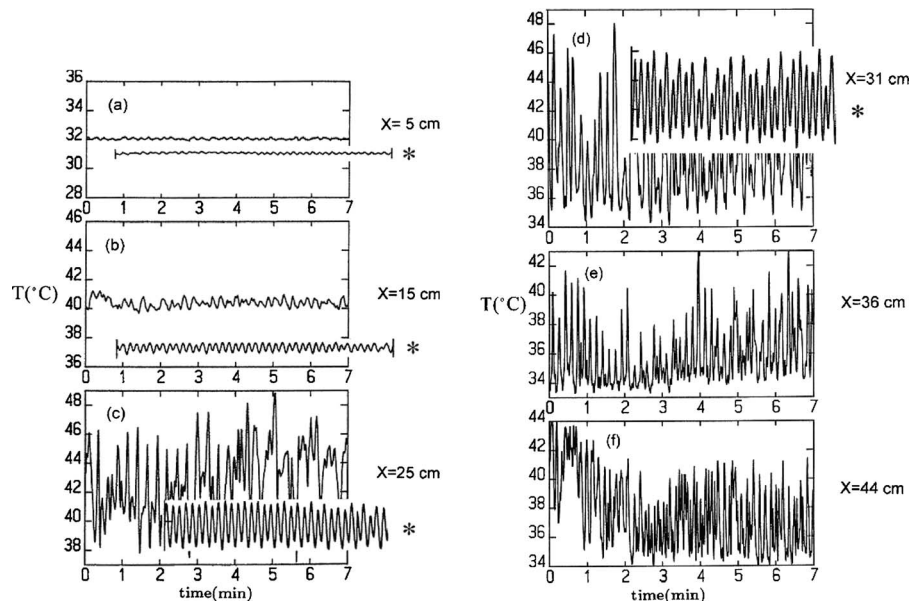 36
(a)
34
X= 5 cm
32
30
*
28
0 1 2 3 4 5 6 7
46
(b)
44
42
T(°C)
40
X=15 cm
38
*
36
0 1 2 3 4 5 6 7
48
(c)
46
44
X=25 cm
42
40
*
38
0 1 2 3 4 5 6 7
time(min)
48
(d)
46
44
X=31 cm
42
*
40
38
36
34
0 1 2 3 4 5 6 7
42
(e)
40
T(°C)
X=36 cm
38
36
34
0 1 2 3 4 5 6 7
44
(f)
42
40
X=44 cm
38
36
34
0 1 2 3 4 5 6 7
time(min)